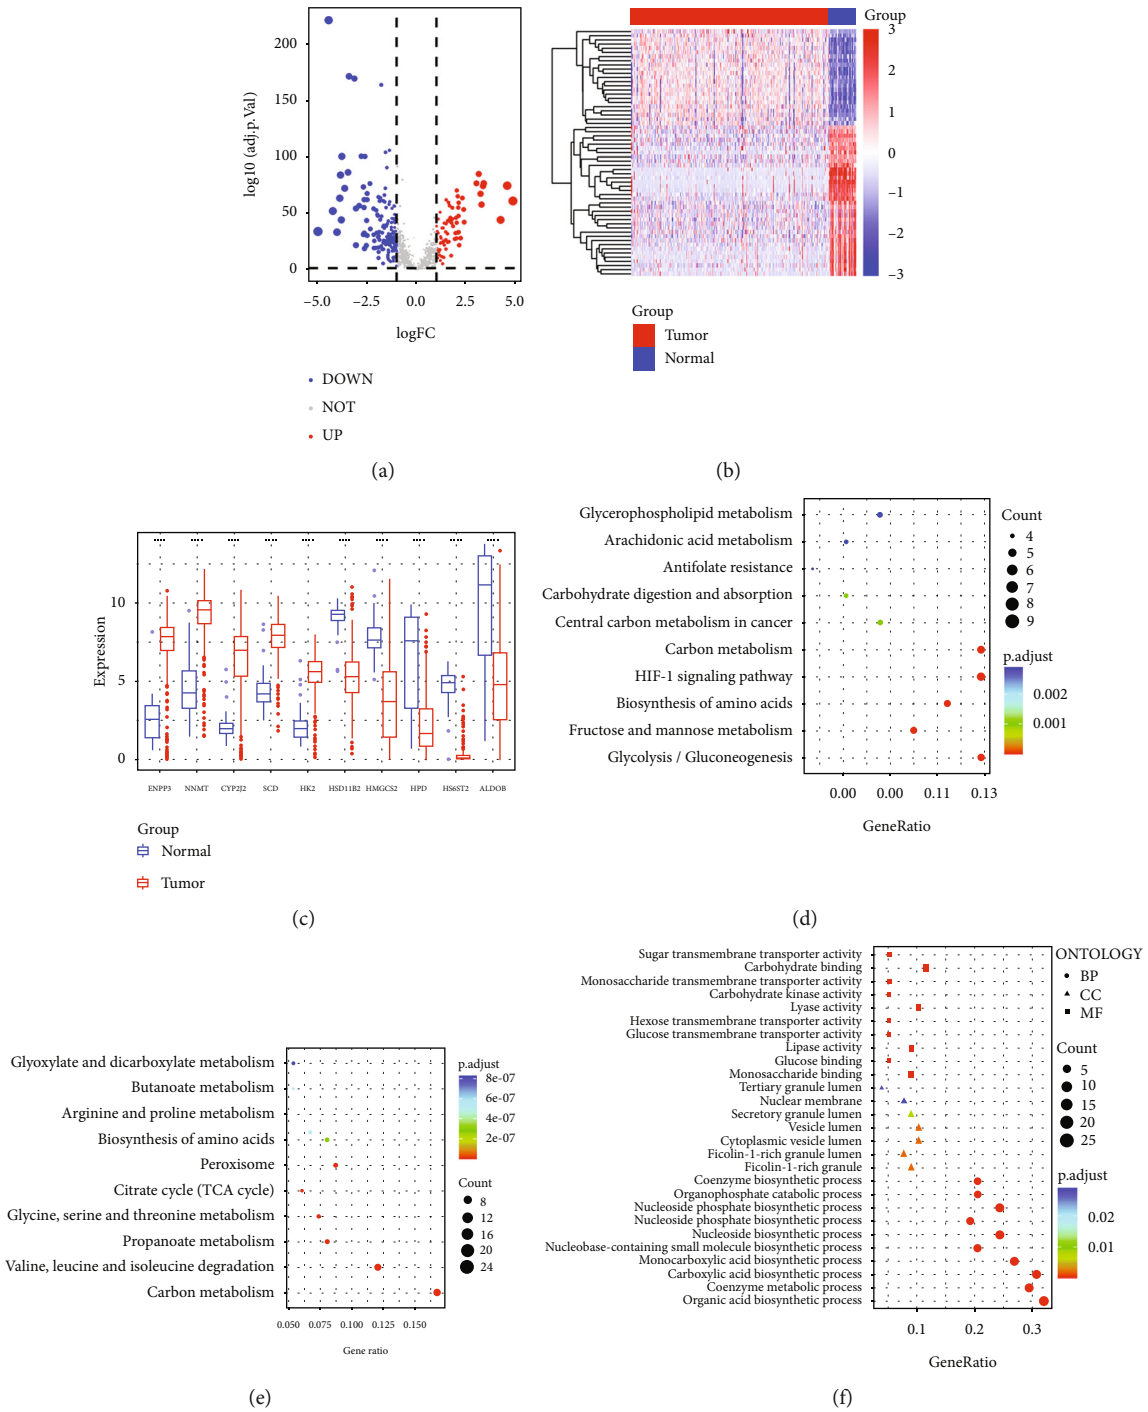 log10 (adj.p.Val)
200
150
100
50
0
−5.0 −2.5 0.0 2.5 5.0
logFC
DOWN
NOT
UP
(a)
Group
3
2
1
0
−1
−2
−3
Group
Tumor
Normal
(b)
Expression
10
5
0
ENPP3 NNMT CYP2J2 SCD HK2 HSD11B2 HMGCS2 HPD HS6ST2 ALDOB
Group
Normal
Tumor
(c)
Glycerophospholipid metabolism
Arachidonic acid metabolism
Antifolate resistance
Carbohydrate digestion and absorption
Central carbon metabolism in cancer
Carbon metabolism
HIF-1 signaling pathway
Biosynthesis of amino acids
Fructose and mannose metabolism
Glycolysis / Gluconeogenesis
0.00 0.00 0.11 0.13
GeneRatio
Count
4
5
6
7
8
9
p.adjust
0.002
0.001
(d)
Glyoxylate and dicarboxylate metabolism
Butanoate metabolism
Arginine and proline metabolism
Biosynthesis of amino acids
Peroxisome
Citrate cycle (TCA cycle)
Glycine, serine and threonine metabolism
Propanoate metabolism
Valine, leucine and isoleucine degradation
Carbon metabolism
0.050 0.075 0.100 0.125 0.150
Gene ratio
p.adjust
8e-07
6e-07
4e-07
2e-07
Count
8
12
16
20
24
(e)
Sugar transmembrane transporter activity
Carbohydrate binding
Monosaccharide transmembrane transporter activity
Carbohydrate kinase activity
Lyase activity
Hexose transmembrane transporter activity
Glucose transmembrane transporter activity
Lipase activity
Glucose binding
Monosaccharide binding
Tertiary granule lumen
Nuclear membrane
Secretory granule lumen
Vesicle lumen
Cytoplasmic vesicle lumen
Ficolin-1-rich granule lumen
Ficolin-1-rich granule
Coenzyme biosynthetic process
Organophosphate catabolic process
Nucleoside phosphate biosynthetic process
Nucleoside phosphate biosynthetic process
Nucleoside biosynthetic process
Nucleobase-containing small molecule biosynthetic process
Monocarboxylic acid biosynthetic process
Carboxylic acid biosynthetic process
Coenzyme metabolic process
Organic acid biosynthetic process
0.1 0.2 0.3
GeneRatio
ONTOLOGY
BP
CC
MF
Count
5
10
15
20
25
p.adjust
0.02
0.01
(f)